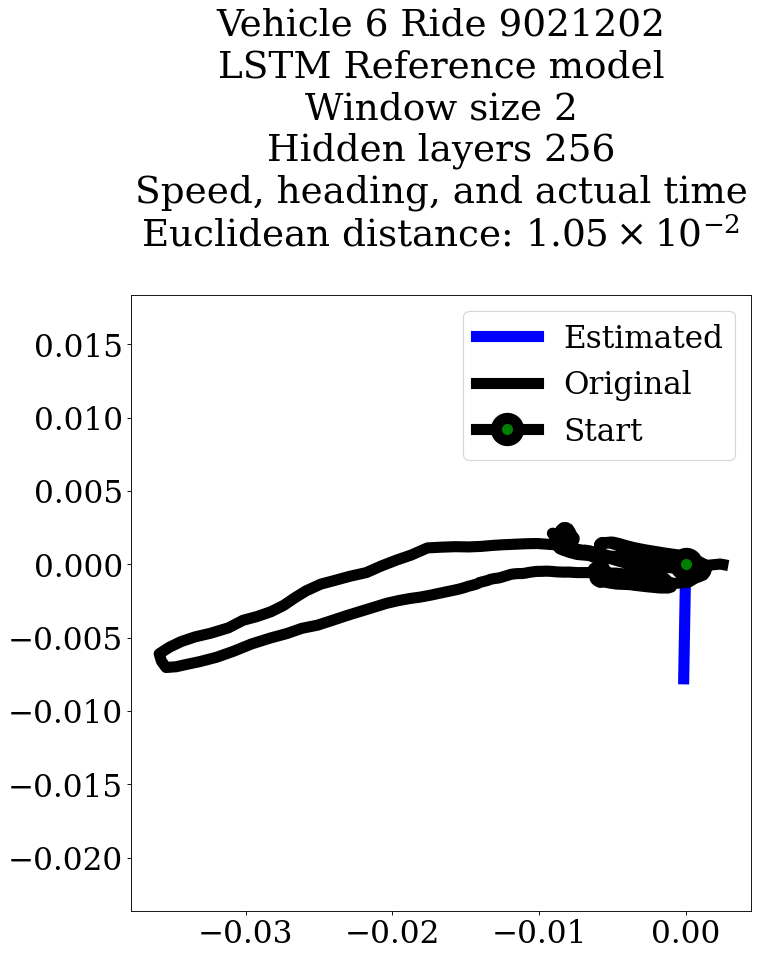 Vehicle 6 Ride 9021202
LSTM Reference model
Window size 2
Hidden layers 256
Speed, heading, and actual time
Euclidean distance: 1.05 × 10⁻²
Estimated
Original
Start
0.015
0.010
0.005
0.000
−0.005
−0.010
−0.015
−0.020
−0.03 −0.02 −0.01 0.00